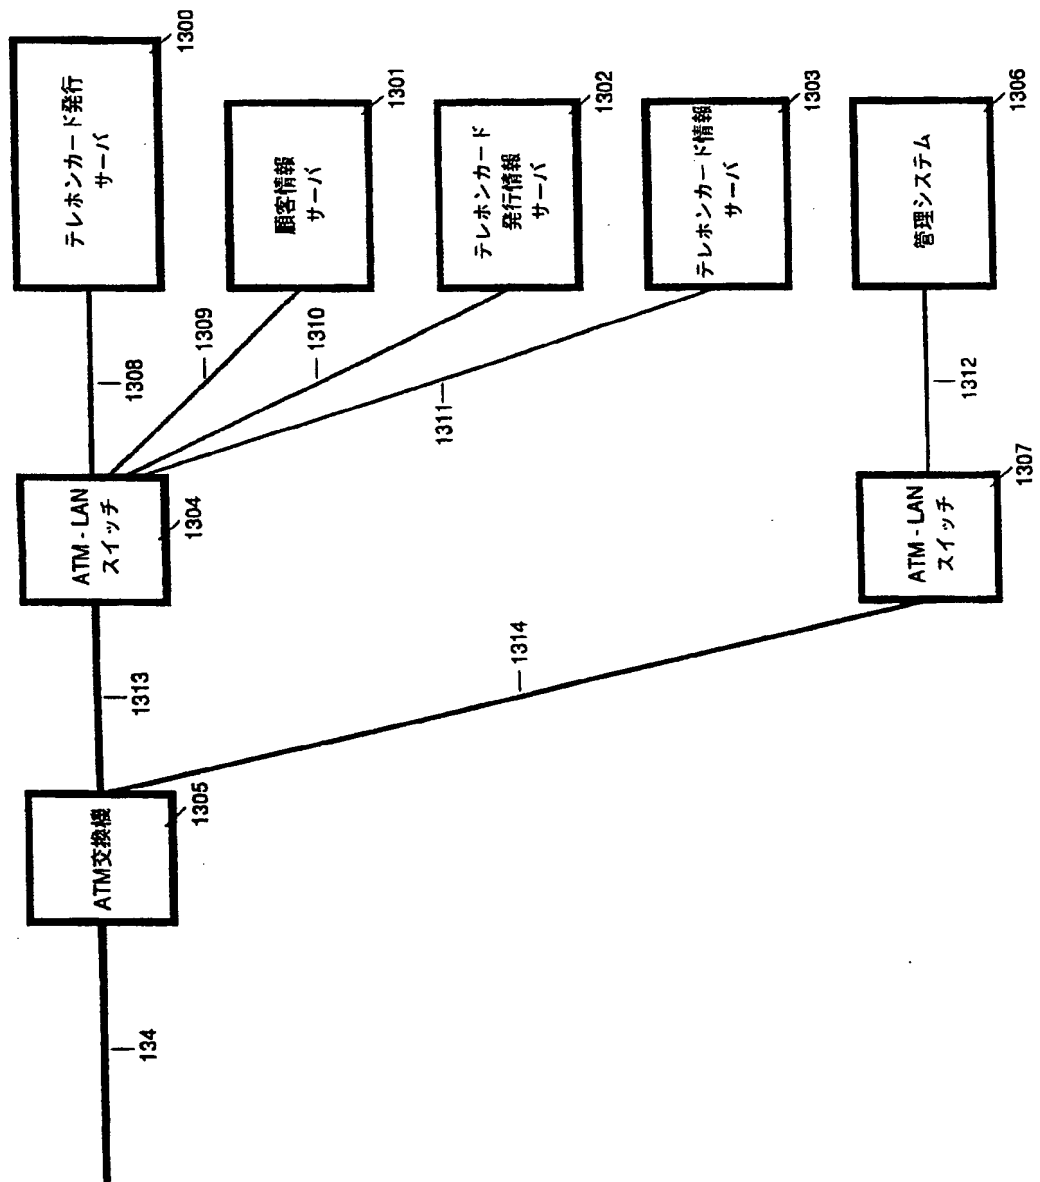 テレホンカード発行
サーバ
1300
顧客情報
サーバ
1301
テレホンカード
発行情報
サーバ
1302
テレホンカード情報
サーバ
1303
管理システム
1306
1308
1309
1310
1311
1312
ATM - LAN
スイッチ
1304
ATM - LAN
スイッチ
1307
1313
1314
ATM交換機
1305
134